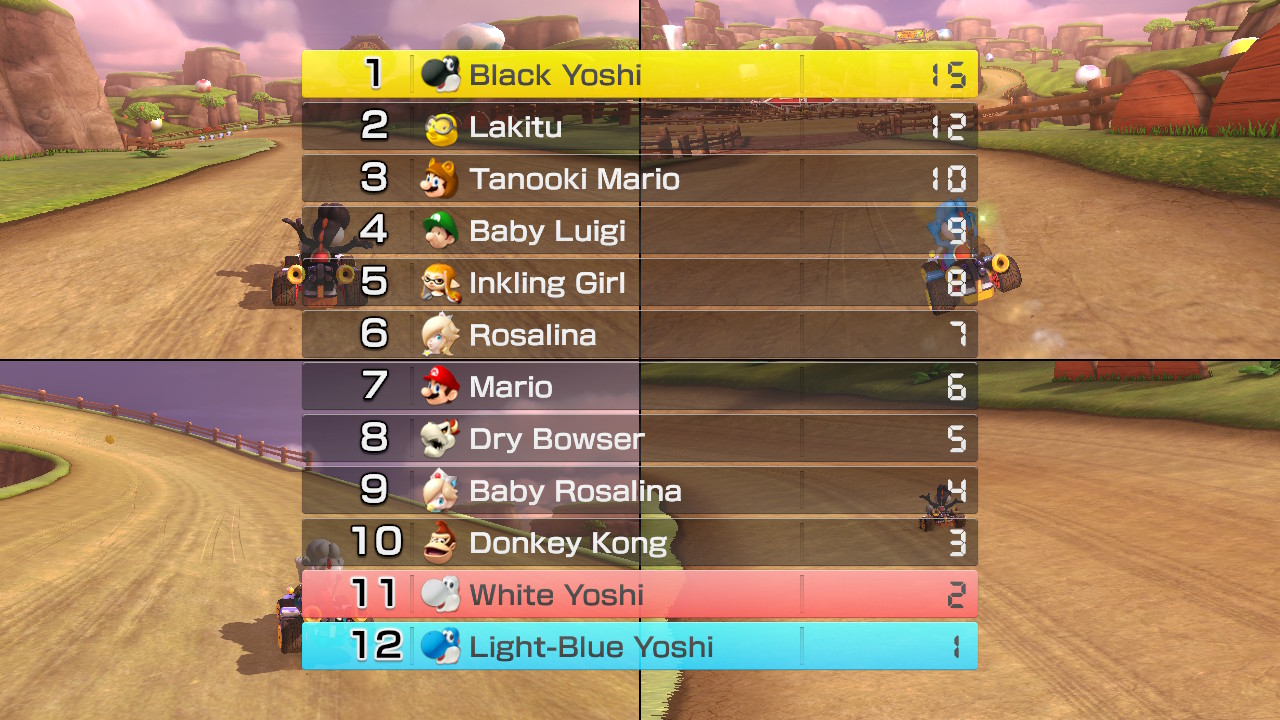 1 Black Yoshi 15
2 Lakitu 12
3 Tanooki Mario 10
4 Baby Luigi 9
5 Inkling Girl 8
6 Rosalina 7
7 Mario 6
8 Dry Bowser 5
9 Baby Rosalina 4
10 Donkey Kong 3
11 White Yoshi 2
12 Light-Blue Yoshi 1